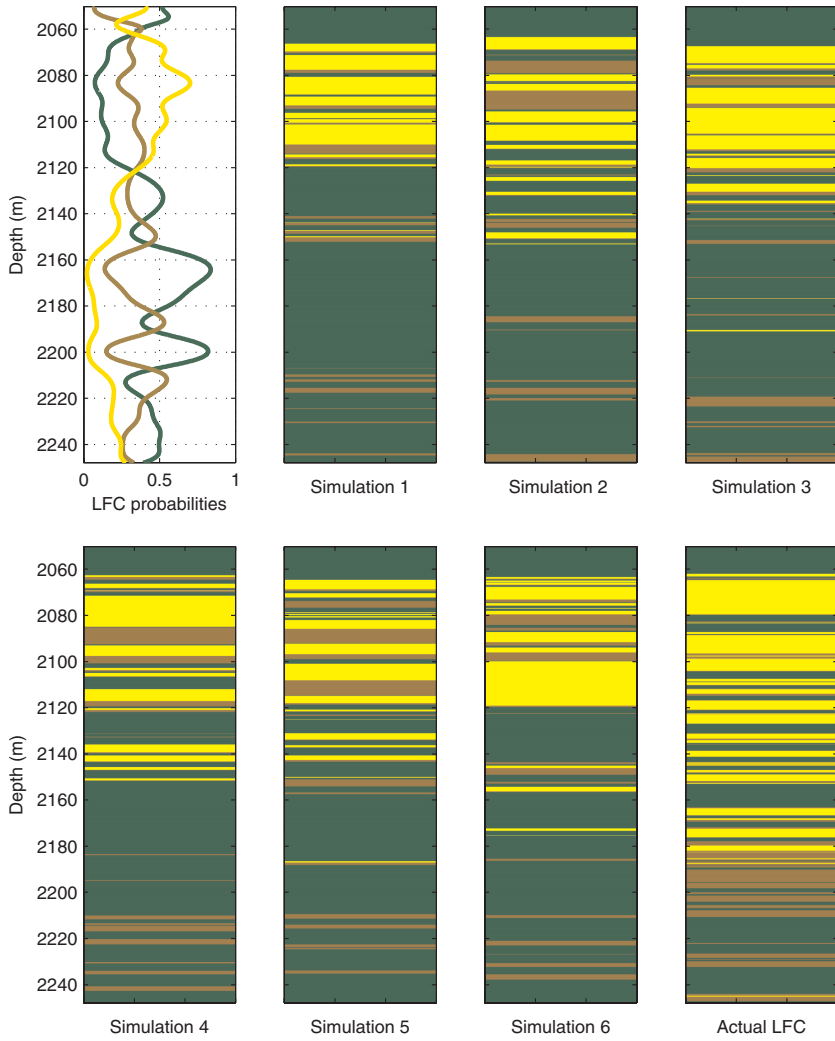 2060
2080
2100
2120
2140
2160
2180
2200
2220
2240
Depth (m)
0
0.5
1
LFC probabilities
Simulation 1
Simulation 2
Simulation 3
2060
2080
2100
2120
2140
2160
2180
2200
2220
2240
Depth (m)
Simulation 4
Simulation 5
Simulation 6
Actual LFC